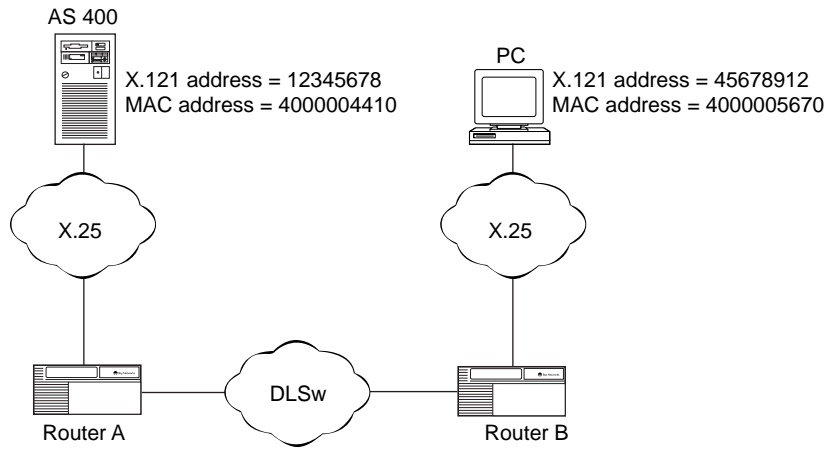 AS 400
X.121 address = 12345678
MAC address = 4000004410
PC
X.121 address = 45678912
MAC address = 4000005670
X.25
X.25
DLSw
Router A
Router B